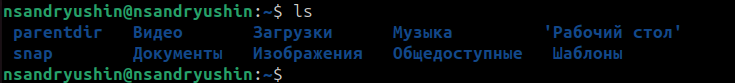 nsandryushin@nsandryushin:~$ ls
parentdir Видео Загрузки Музыка 'Рабочий стол'
snap Документы Изображения Общедоступные Шаблоны
nsandryushin@nsandryushin:~$